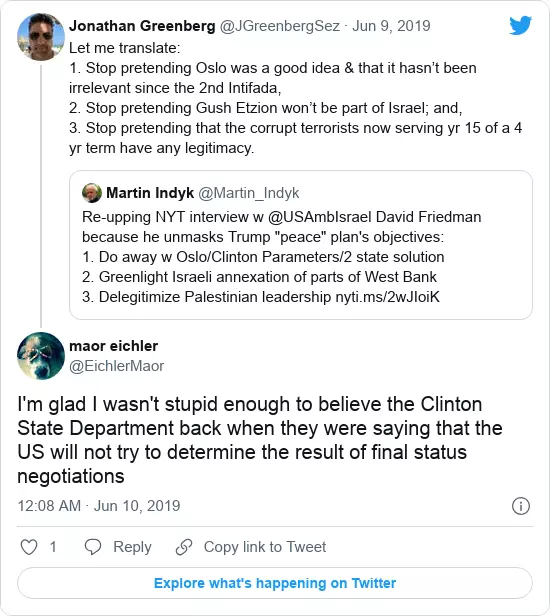 Jonathan Greenberg @JGreenbergSez · Jun 9, 2019
Let me translate:
1. Stop pretending Oslo was a good idea & that it hasn’t been
irrelevant since the 2nd Intifada,
2. Stop pretending Gush Etzion won’t be part of Israel; and,
3. Stop pretending that the corrupt terrorists now serving yr 15 of a 4
yr term have any legitimacy.
Martin Indyk @Martin_Indyk
Re-upping NYT interview w @USAmbIsrael David Friedman
because he unmasks Trump "peace" plan's objectives:
1. Do away w Oslo/Clinton Parameters/2 state solution
2. Greenlight Israeli annexation of parts of West Bank
3. Delegitimize Palestinian leadership nyti.ms/2wJIoiK
maor eichler
@EichlerMaor
I'm glad I wasn't stupid enough to believe the Clinton
State Department back when they were saying that the
US will not try to determine the result of final status
negotiations
12:08 AM · Jun 10, 2019
1 Reply Copy link to Tweet
Explore what's happening on Twitter